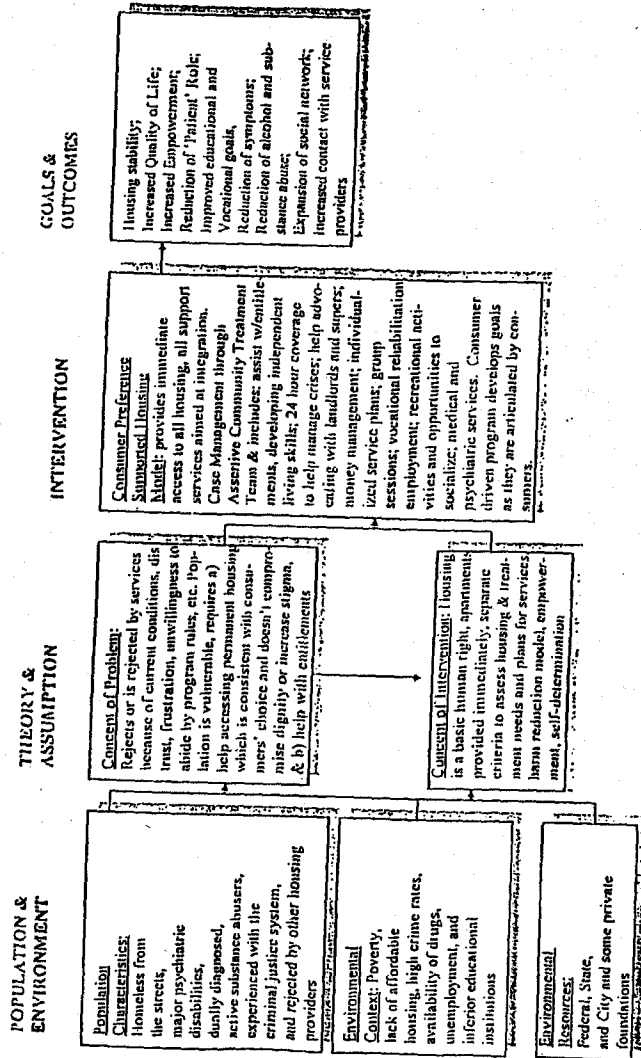 POPULATION &
ENVIRONMENT
Population
Characteristics:
Homeless from
the streets,
major psychiatric
disabilities,
dually diagnosed,
active substance abusers,
experienced with the
criminal justice system,
and rejected by other housing
providers
Environmental
Context: Poverty,
lack of affordable
housing, high crime rates,
availability of drugs,
unemployment, and
inferior educational
institutions
Environmental
Resources:
Federal, State,
and City and some private
foundations
THEORY &
ASSUMPTION
Concept of Problem:
Rejects or is rejected by services
because of current conditions, dis
trust, frustration, unwillingness to
abide by program rules, etc. Pop-
ulation is vulnerable, requires a)
help accessing permanent housing
which is consistent with consu-
mers' choice and doesn't compro-
mise dignity or increase stigma,
& b) help with entitlements
Concept of Intervention: Housing
is a basic human right, apartments
provided immediately, separate
criteria to assess housing & treat-
ment needs and plans for services
harm reduction model, empower-
ment, self-determination
INTERVENTION
Consumer Preference
Supported Housing
Model: provides immediate
access to all housing, all support
services aimed at integration.
Case Management through
Assertive Community Treatment
Team & includes: assist w/entitle-
ments, developing independent
living skills; 24 hour coverage
to help manage crises; help advo-
cating with landlords and supers;
money management; individual-
ized service plans; group
sessions; vocational rehabilitation
employment; recreational acti-
vities and opportunities to
socialize; medical and
psychiatric services. Consumer
driven program develops goals
as they are articulated by con-
sumers.
GOALS &
OUTCOMES
Housing stability;
Increased Quality of Life;
Increased Empowerment;
Reduction of 'Patient' Role;
Improved educational and
Vocational goals,
Reduction of symptoms;
Reduction of alcohol and sub-
stance abuse;
Expansion of social network;
Increased contact with service
providers